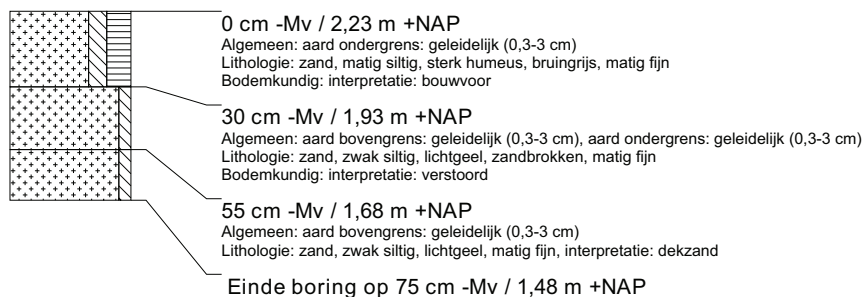 0 cm -Mv / 2,23 m +NAP
Algemeen: aard ondergrens: geleidelijk (0,3-3 cm)
Lithologie: zand, matig siltig, sterk humeus, bruingrijs, matig fijn
Bodemkundig: interpretatie: bouwvoor
30 cm -Mv / 1,93 m +NAP
Algemeen: aard bovengrens: geleidelijk (0,3-3 cm), aard ondergrens: geleidelijk (0,3-3 cm)
Lithologie: zand, zwak siltig, lichtgeel, zandbrokken, matig fijn
Bodemkundig: interpretatie: verstoord
55 cm -Mv / 1,68 m +NAP
Algemeen: aard bovengrens: geleidelijk (0,3-3 cm)
Lithologie: zand, zwak siltig, lichtgeel, matig fijn, interpretatie: dekzand
Einde boring op 75 cm -Mv / 1,48 m +NAP